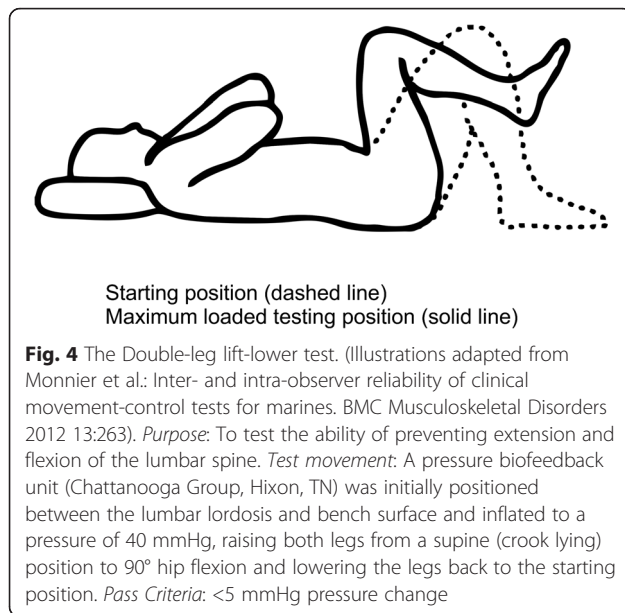 Starting position (dashed line)
Maximum loaded testing position (solid line)
Fig. 4 The Double-leg lift-lower test. (Illustrations adapted from
Monnier et al.: Inter- and intra-observer reliability of clinical
movement-control tests for marines. BMC Musculoskeletal Disorders
2012 13:263). Purpose: To test the ability of preventing extension and
flexion of the lumbar spine. Test movement: A pressure biofeedback
unit (Chattanooga Group, Hixon, TN) was initially positioned
between the lumbar lordosis and bench surface and inflated to a
pressure of 40 mmHg, raising both legs from a supine (crook lying)
position to 90° hip flexion and lowering the legs back to the starting
position. Pass Criteria: <5 mmHg pressure change